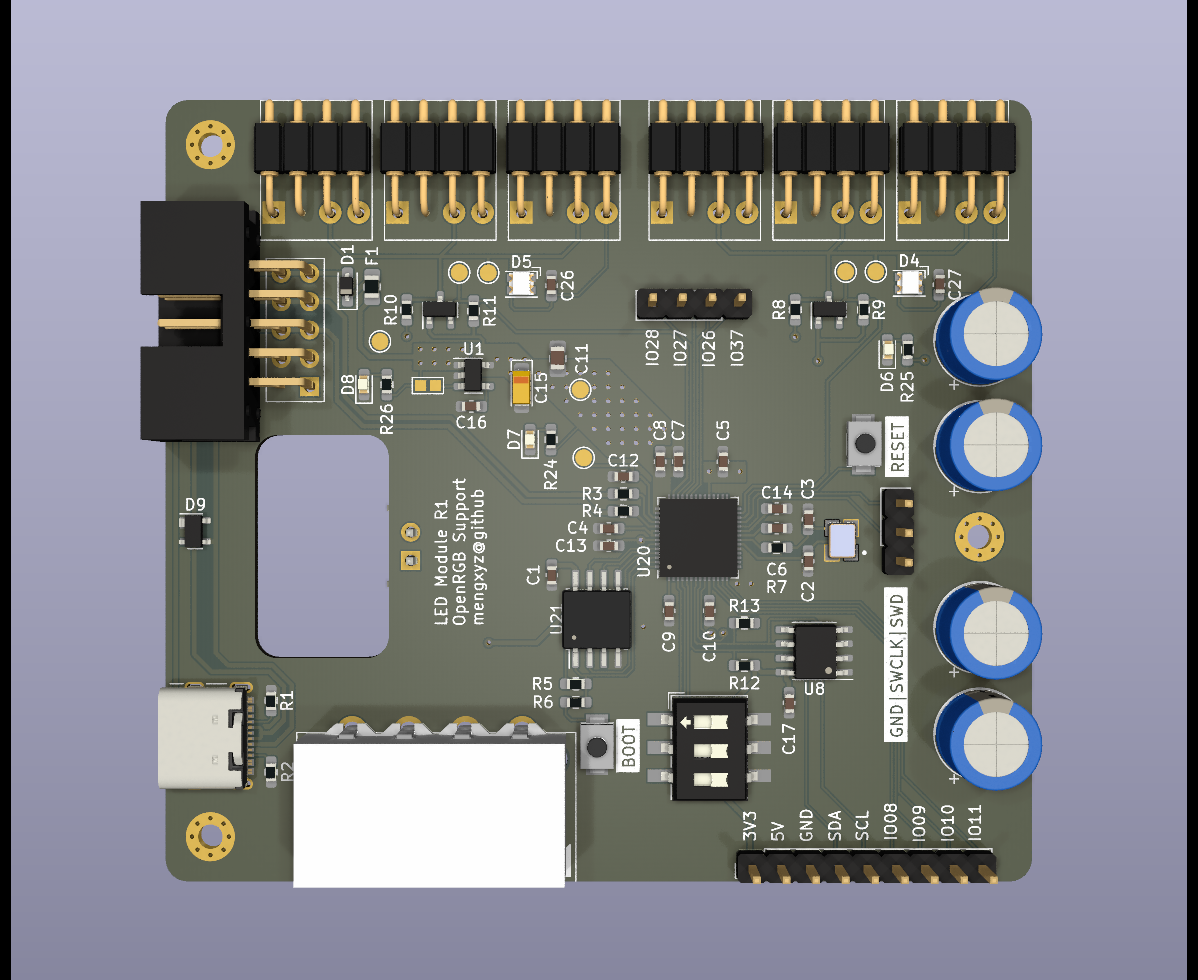 D1
F1
D5
C26
D4
C27
R10
R11
R8
R9
IO28
IO27
IO26
IO37
U1
C11
D8
R26
C15
C16
D6
R25
+
D7
R24
C8
C7
C5
RESET
+
C12
R3
R4
C4
C13
C14
C3
D9
LED Module R1
OpenRGB Support
mengxyz@github
U20
C6
R7
C2
C1
U21
C9
C10
R13
R12
U8
GND|SWCLK|SWD
+
R5
R6
R1
R2
BOOT
C17
+
3V3
5V
GND
SDA
SCL
IO08
IO09
IO10
IO11